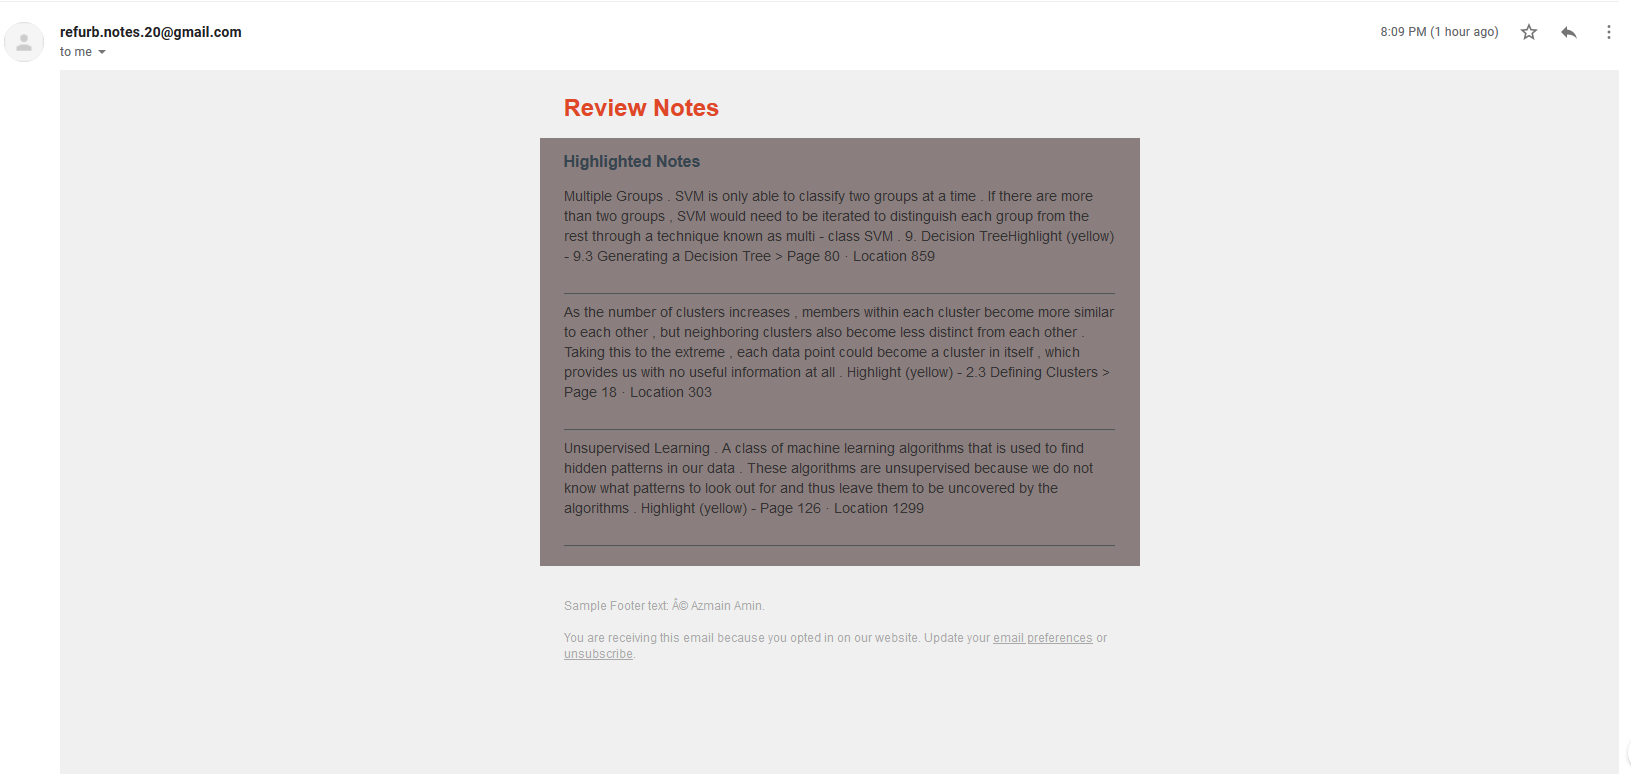 refurb.notes.20@gmail.com
to me
8:09 PM (1 hour ago)
Review Notes
Highlighted Notes
Multiple Groups . SVM is only able to classify two groups at a time . If there are more
than two groups , SVM would need to be iterated to distinguish each group from the
rest through a technique known as multi - class SVM . 9. Decision TreeHighlight (yellow)
- 9.3 Generating a Decision Tree > Page 80 · Location 859
As the number of clusters increases , members within each cluster become more similar
to each other , but neighboring clusters also become less distinct from each other .
Taking this to the extreme , each data point could become a cluster in itself , which
provides us with no useful information at all . Highlight (yellow) - 2.3 Defining Clusters >
Page 18 · Location 303
Unsupervised Learning . A class of machine learning algorithms that is used to find
hidden patterns in our data . These algorithms are unsupervised because we do not
know what patterns to look out for and thus leave them to be uncovered by the
algorithms . Highlight (yellow) - Page 126 · Location 1299
Sample Footer text: Â© Azmain Amin.
You are receiving this email because you opted in on our website. Update your email preferences or
unsubscribe.